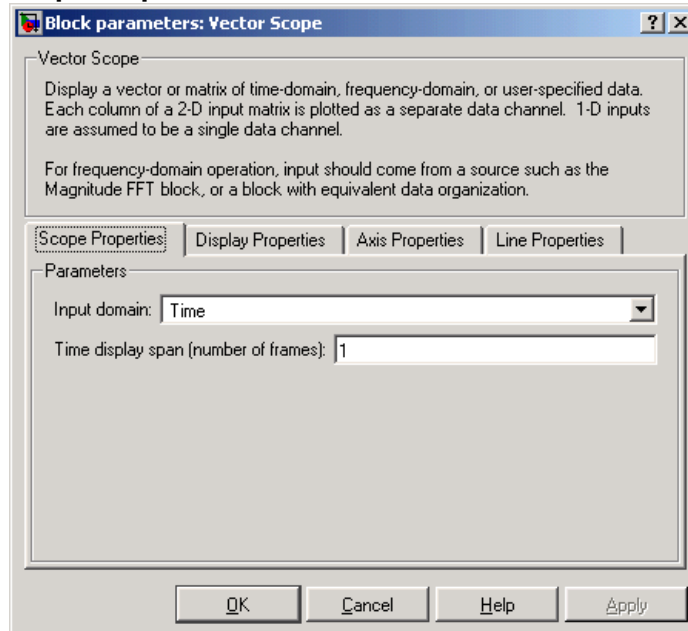 Block parameters: Vector Scope
Vector Scope
Display a vector or matrix of time-domain, frequency-domain, or user-specified data.
Each column of a 2-D input matrix is plotted as a separate data channel. 1-D inputs
are assumed to be a single data channel.
For frequency-domain operation, input should come from a source such as the
Magnitude FFT block, or a block with equivalent data organization.
Scope Properties Display Properties Axis Properties Line Properties
Parameters
Input domain: Time
Time display span (number of frames): 1
OK Cancel Help Apply